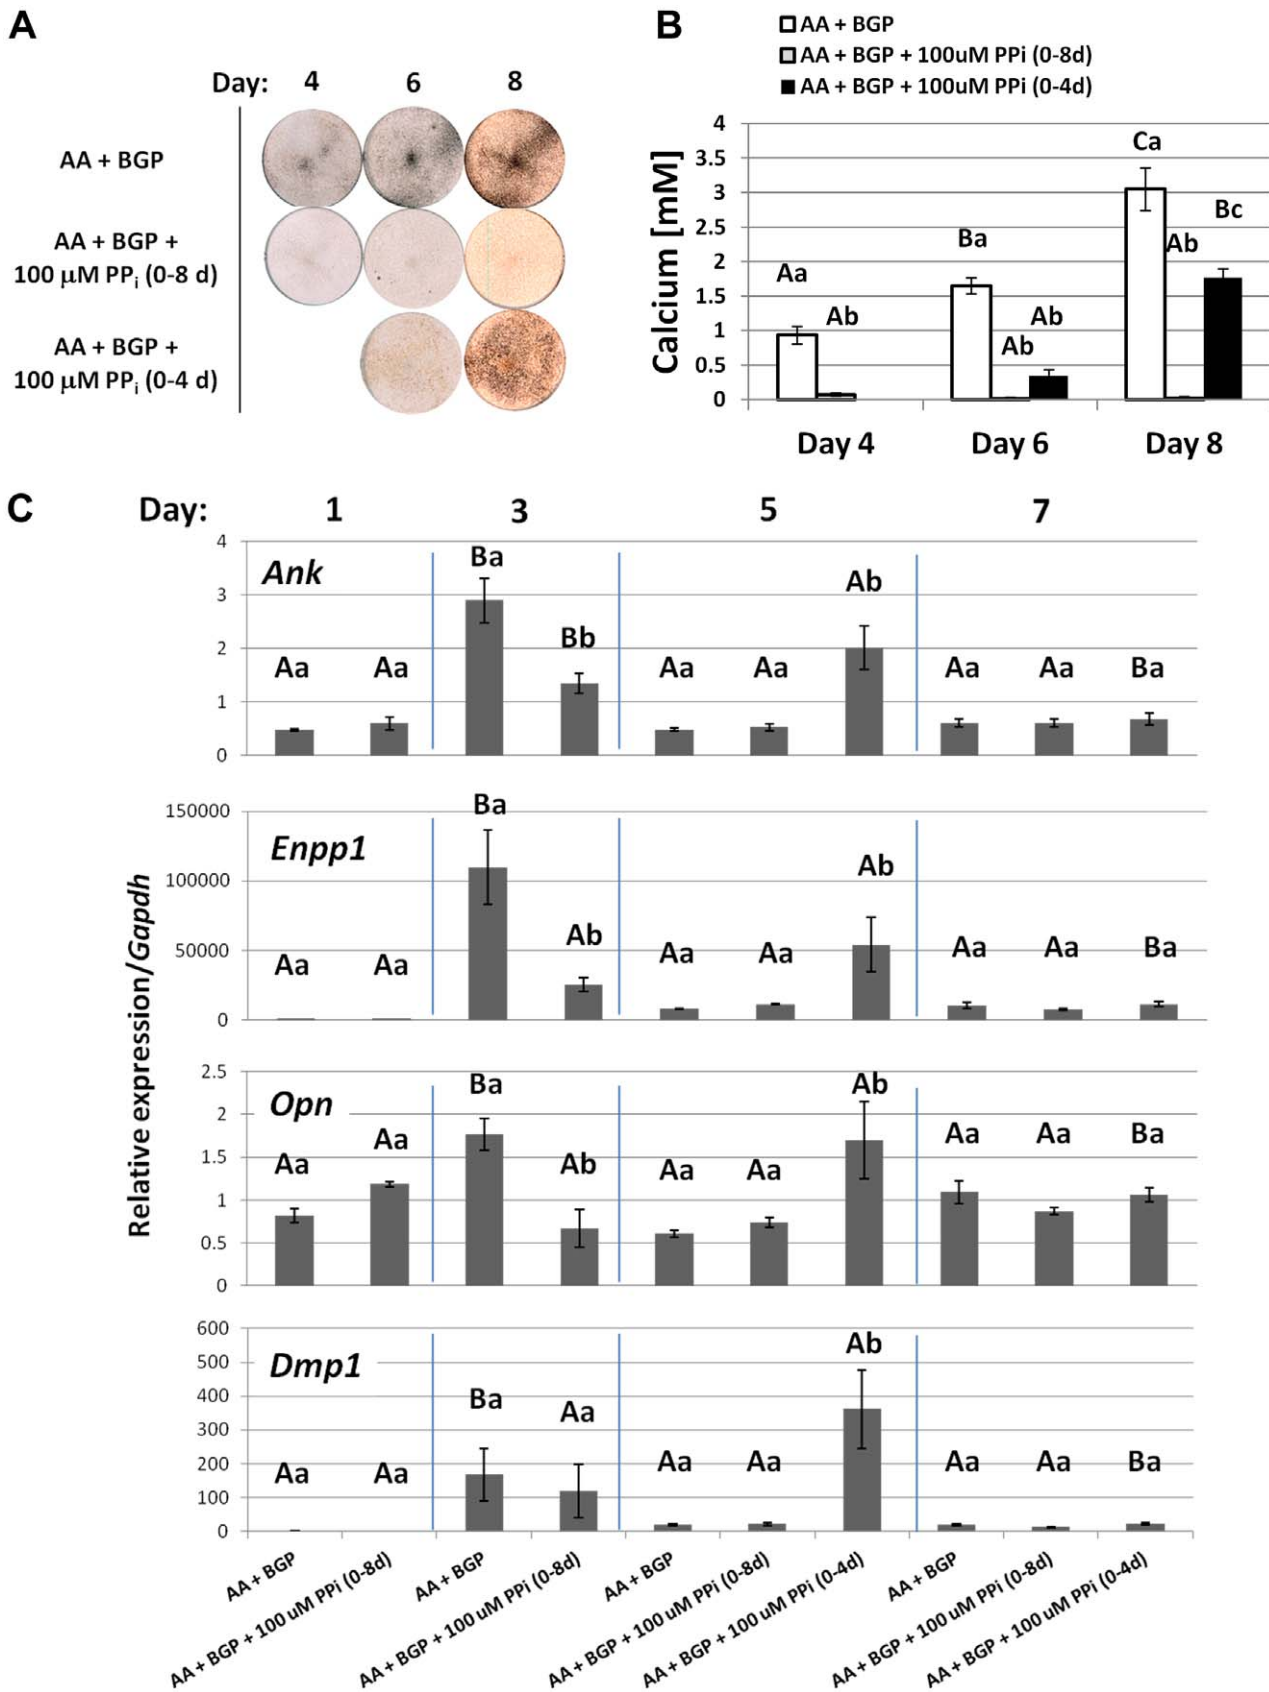 A
Day: 4 6 8
AA + BGP
AA + BGP +
100 μM PPi (0-8 d)
AA + BGP +
100 μM PPi (0-4 d)
B
AA + BGP
AA + BGP + 100uM PPi (0-8d)
AA + BGP + 100uM PPi (0-4d)
Calcium [mM]
4
3.5
3
2.5
2
1.5
1
0.5
0
Aa Ab
Ba Ab Ab
Ca Ab Bc
Day 4 Day 6 Day 8
C
Day: 1 3 5 7
Relative expression/Gapdh
Ank
4
3
2
1
0
Aa Aa Ba Bb Aa Aa Ab Aa Aa Ba
Enpp1
150000
100000
50000
0
Aa Aa Ba Ab Aa Aa Ab Aa Aa Ba
Opn
2.5
2
1.5
1
0.5
0
Aa Aa Ba Ab Aa Aa Ab Aa Aa Ba
Dmp1
600
500
400
300
200
100
0
Aa Aa Ba Aa Aa Aa Ab Aa Aa Ba
AA + BGP
AA + BGP + 100 uM PPi (0-8d)
AA + BGP
AA + BGP + 100 uM PPi (0-8d)
AA + BGP
AA + BGP + 100 uM PPi (0-8d)
AA + BGP + 100 uM PPi (0-4d)
AA + BGP
AA + BGP + 100 uM PPi (0-8d)
AA + BGP + 100 uM PPi (0-4d)